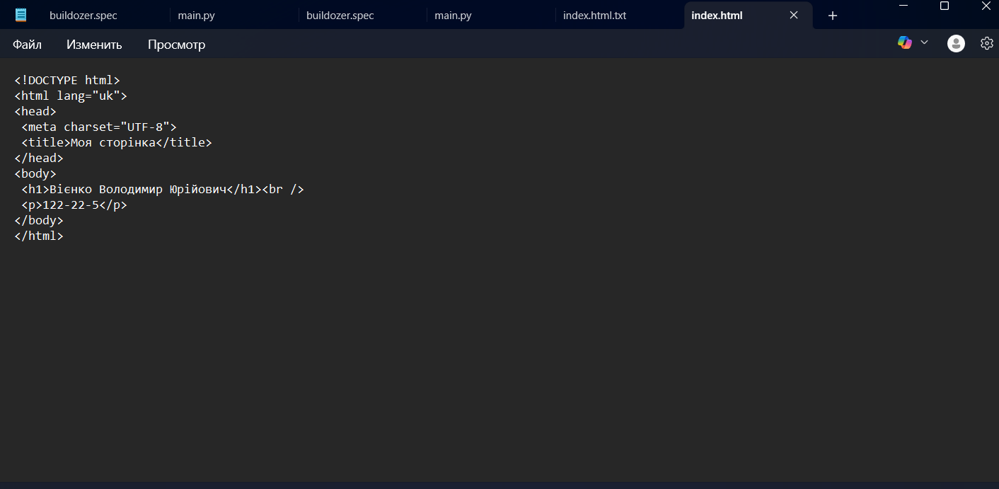 buildozer.spec main.py buildozer.spec main.py index.html.txt index.html
Файл Изменить Просмотр
<!DOCTYPE html>
<html lang="uk">
<head>
<meta charset="UTF-8">
<title>Моя сторінка</title>
</head>
<body>
<h1>Вієнко Володимир Юрійович</h1><br />
<p>122-22-5</p>
</body>
</html>